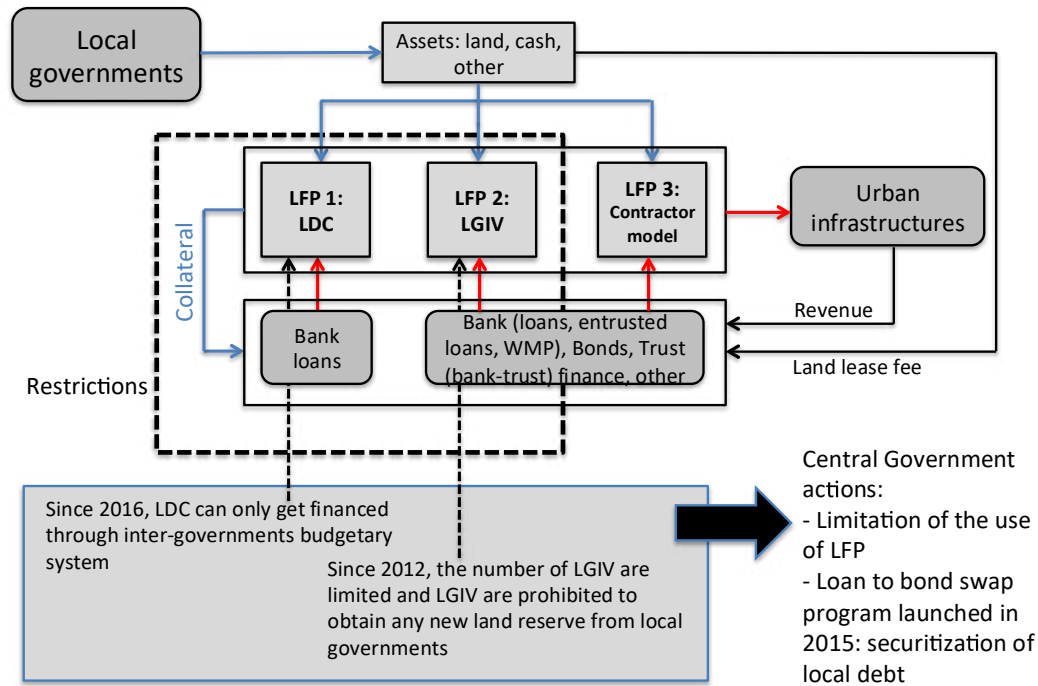 Local
governments
Assets: land, cash,
other
LFP 1:
LDC
LFP 2:
LGIV
LFP 3:
Contractor
model
Urban
infrastructures
Collateral
Bank
loans
Bank (loans, entrusted
loans, WMP), Bonds, Trust
(bank-trust) finance, other
Revenue
Land lease fee
Restrictions
Since 2016, LDC can only get financed
through inter-governments budgetary
system
Since 2012, the number of LGIV are
limited and LGIV are prohibited to
obtain any new land reserve from local
governments
Central Government
actions:
- Limitation of the use
of LFP
- Loan to bond swap
program launched in
2015: securitization of
local debt